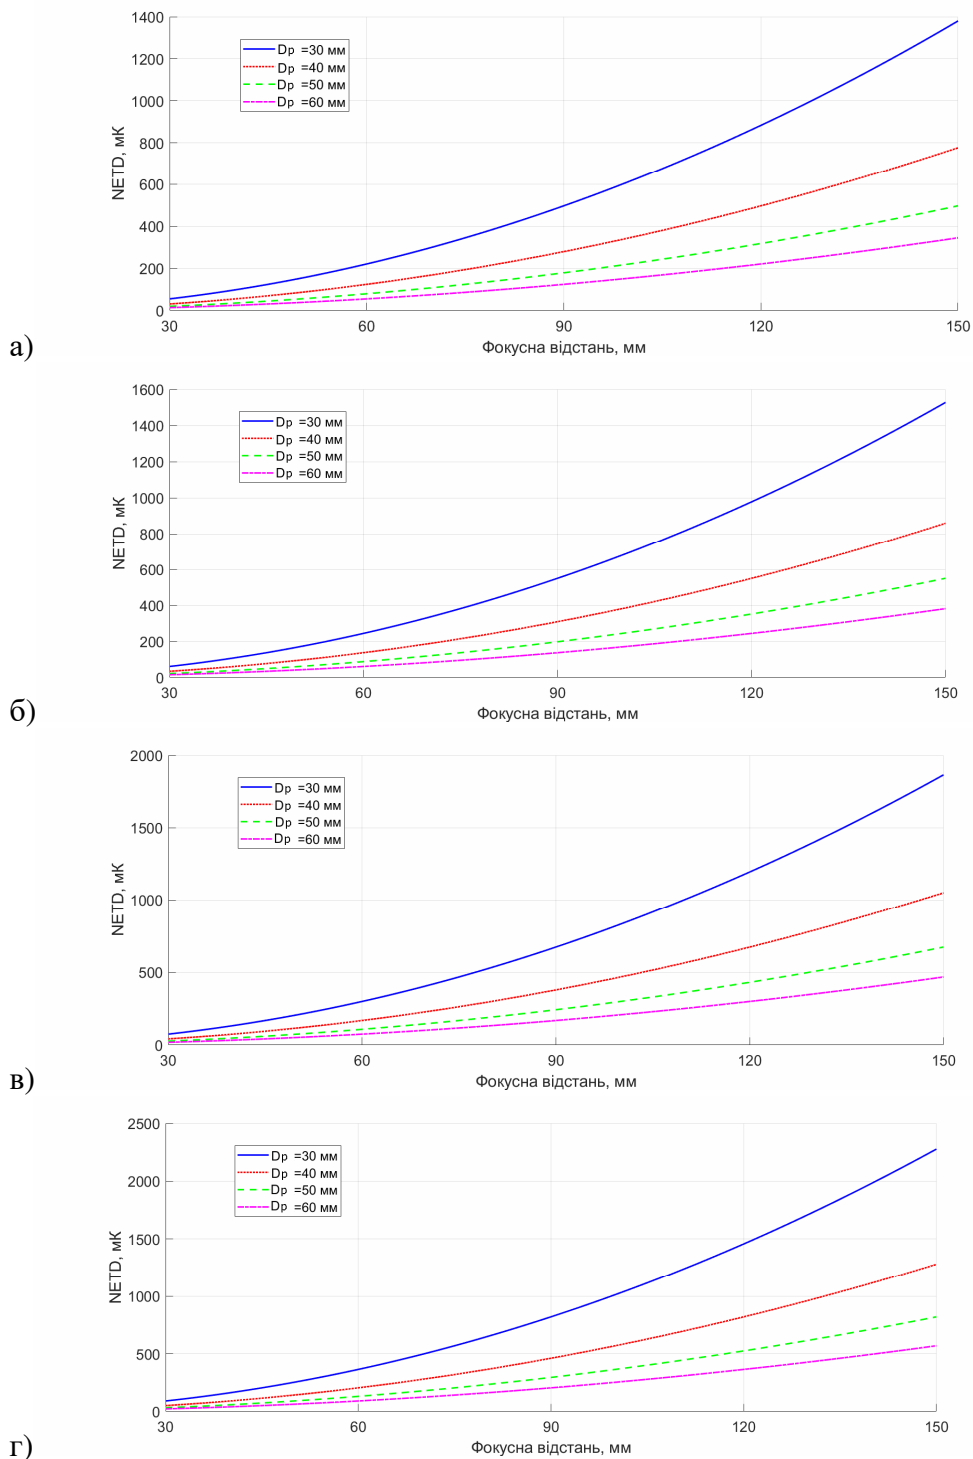 1400
1200
1000
800
600
400
200
0
NETD, мК
Dp =30 мм
Dp =40 мм
Dp =50 мм
Dp =60 мм
30 60 90 120 150
Фокусна відстань, мм
а)
1600
1400
1200
1000
800
600
400
200
0
NETD, мК
Dp =30 мм
Dp =40 мм
Dp =50 мм
Dp =60 мм
30 60 90 120 150
Фокусна відстань, мм
б)
2000
1500
1000
500
0
NETD, мК
Dp =30 мм
Dp =40 мм
Dp =50 мм
Dp =60 мм
30 60 90 120 150
Фокусна відстань, мм
в)
2500
2000
1500
1000
500
0
NETD, мК
Dp =30 мм
Dp =40 мм
Dp =50 мм
Dp =60 мм
30 60 90 120 150
Фокусна відстань, мм
г)